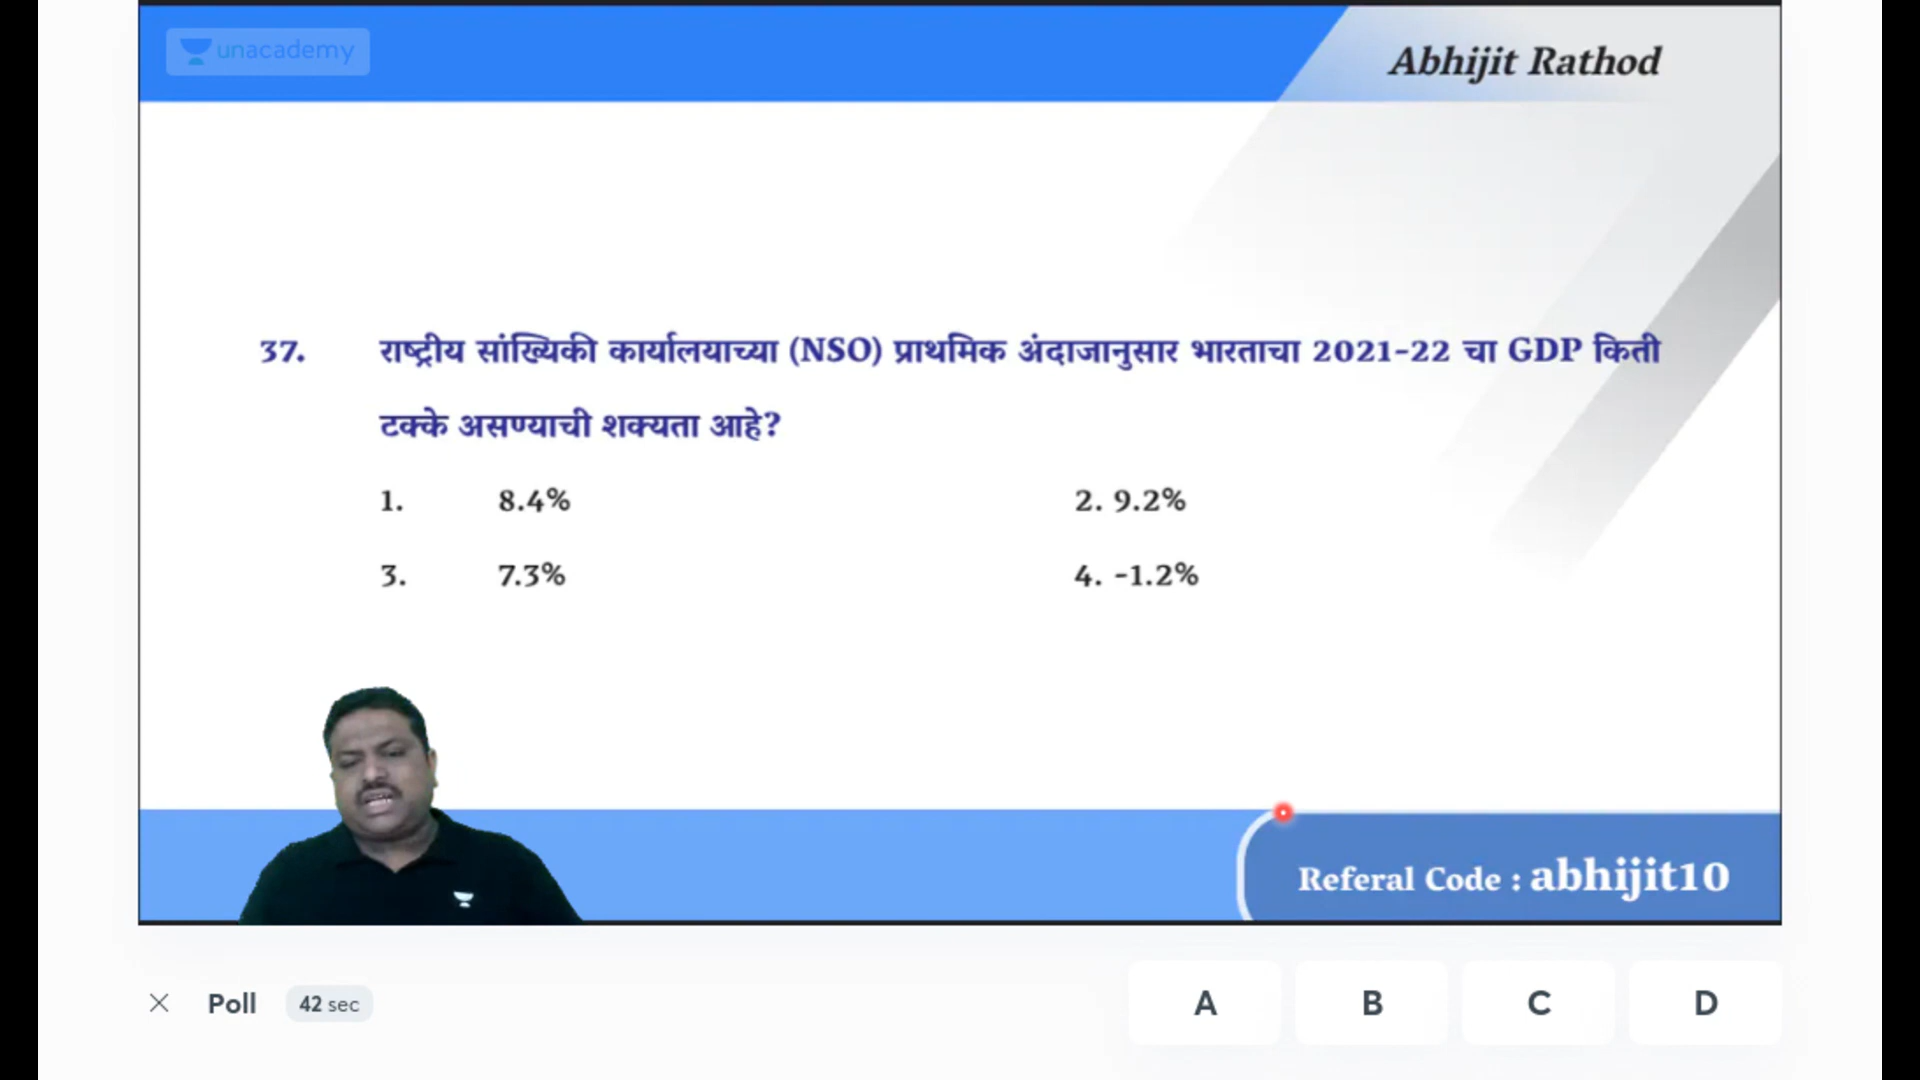 unacademy
Abhijit Rathod
37. राष्ट्रीय सांख्यिकी कार्यालयाच्या (NSO) प्राथमिक अंदाजानुसार भारताचा 2021-22 चा GDP किती
टक्के असण्याची शक्यता आहे?
1. 8.4% 2. 9.2%
3. 7.3% 4. -1.2%
Referal Code : abhijit10
Poll 42 sec A B C D